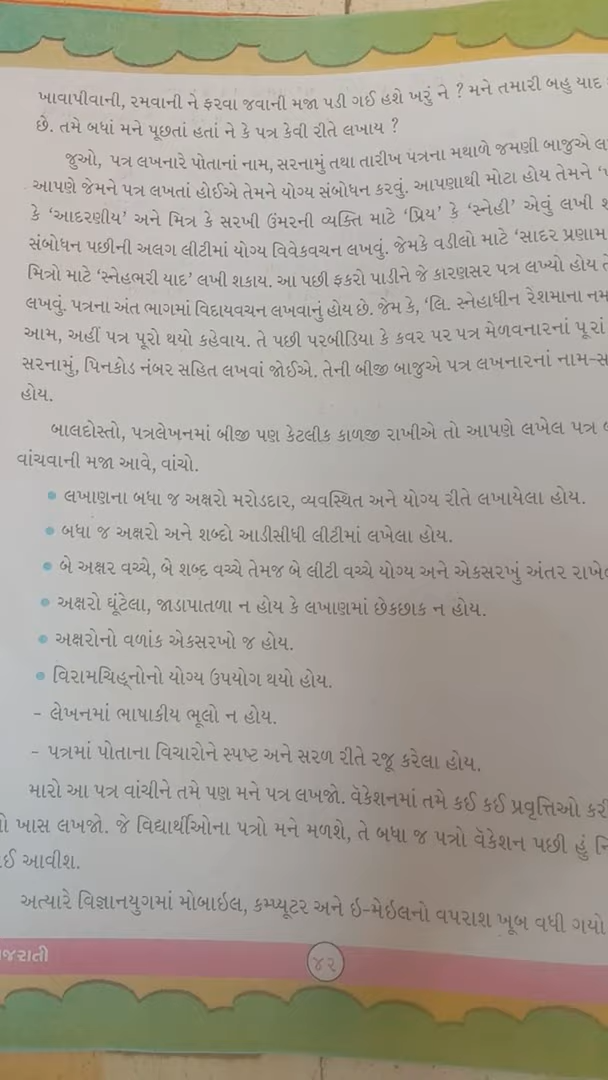 ખાવાપીવાની, રમવાની ને ફરવા જવાની મજા પડી ગઈ હશે ખરું ને ? મને તમારી બહુ યાદ
છે. તમે બધાં મને પૂછતાં હતાં ને કે પત્ર કેવી રીતે લખાય ?
જુઓ, પત્ર લખનારે પોતાનાં નામ, સરનામું તથા તારીખ પત્રના મથાળે જમણી બાજુએ
આપણે જેમને પત્ર લખતાં હોઈએ તેમને યોગ્ય સંબોધન કરવું. આપણાથી મોટા હોય તેમને
કે ‘આદરણીય’ અને મિત્ર કે સરખી ઉંમરની વ્યક્તિ માટે ‘પ્રિય’ કે ‘સ્નેહી’ એવું લખી
સંબોધન પછીની અલગ લીટીમાં યોગ્ય વિવેકવચન લખવું. જેમકે વડીલો માટે ‘સાદર પ્રણામ
મિત્રો માટે ‘સ્નેહભરી યાદ’ લખી શકાય. આ પછી ફકરો પાડીને જે કારણસર પત્ર લખ્યો હોય
લખવું. પત્રના અંત ભાગમાં વિદાયવચન લખવાનું હોય છે. જેમ કે, ‘લિ. સ્નેહાધીન રેશમાના
આમ, અહીં પત્ર પૂરો થયો કહેવાય. તે પછી પરબીડિયા કે કવર પર પત્ર મેળવનારનાં પૂરાં
સરનામું, પિનકોડ નંબર સહિત લખવાં જોઈએ. તેની બીજી બાજુએ પત્ર લખનારનાં નામ-
હોય.
બાલદોસ્તો, પત્રલેખનમાં બીજી પણ કેટલીક કાળજી રાખીએ તો આપણે લખેલ પત્ર
વાંચવાની મજા આવે, વાંચો.
• લખાણના બધા જ અક્ષરો મરોડદાર, વ્યવસ્થિત અને યોગ્ય રીતે લખાયેલા હોય.
• બધા જ અક્ષરો અને શબ્દો આડીસીધી લીટીમાં લખેલા હોય.
• બે અક્ષર વચ્ચે, બે શબ્દ વચ્ચે તેમજ બે લીટી વચ્ચે યોગ્ય અને એકસરખું અંતર
• અક્ષરો ઘૂંટેલા, જાડાપાતળા ન હોય કે લખાણમાં છેકછાક ન હોય.
• અક્ષરોનો વળાંક એકસરખો જ હોય.
• વિરામચિહ્નોનો યોગ્ય ઉપયોગ થયો હોય.
- લેખનમાં ભાષાકીય ભૂલો ન હોય.
- પત્રમાં પોતાના વિચારોને સ્પષ્ટ અને સરળ રીતે રજૂ કરેલા હોય.
મારો આ પત્ર વાંચીને તમે પણ મને પત્ર લખજો. વૅકેશનમાં તમે કઈ કઈ પ્રવૃત્તિઓ કરી
ખાસ લખજો. જે વિદ્યાર્થીઓના પત્રો મને મળશે, તે બધા જ પત્રો વૅકેશન પછી હું
આવીશ.
અત્યારે વિજ્ઞાનયુગમાં મોબાઇલ, કમ્પ્યૂટર અને ઇ-મેઇલનો વપરાશ ખૂબ વધી ગયો
૪૨